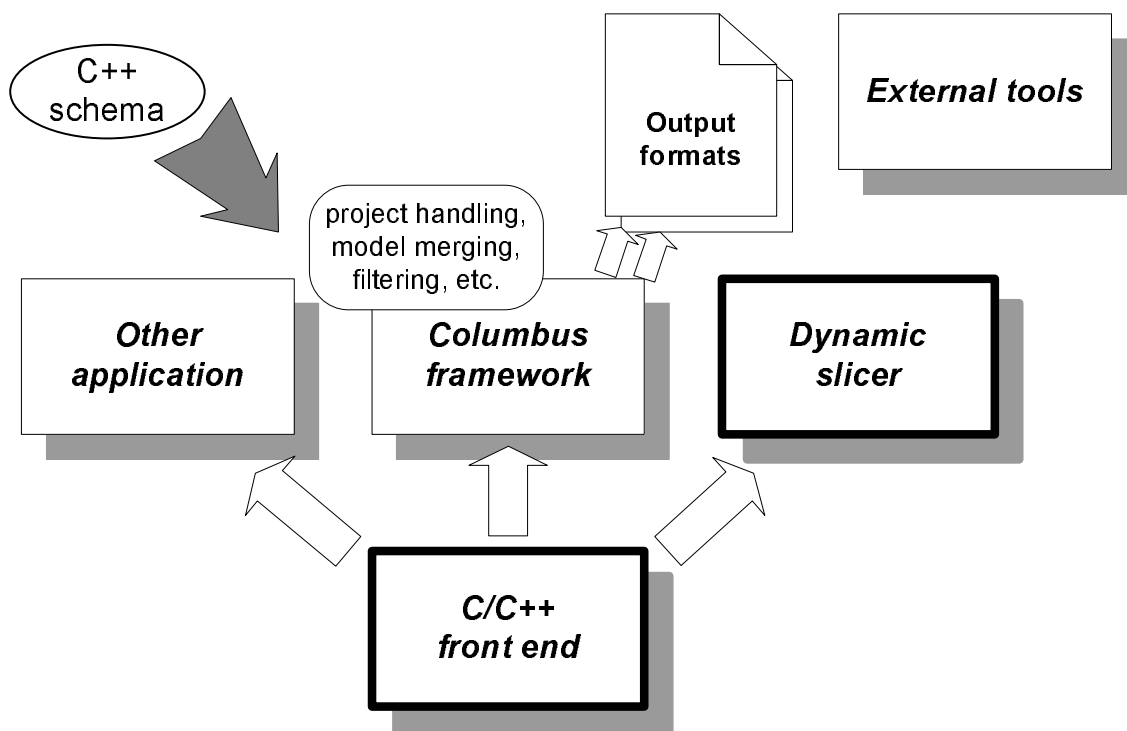 C++
schema
Output
formats
External tools
project handling,
model merging,
filtering, etc.
Other
application
Columbus
framework
Dynamic
slicer
C/C++
front end